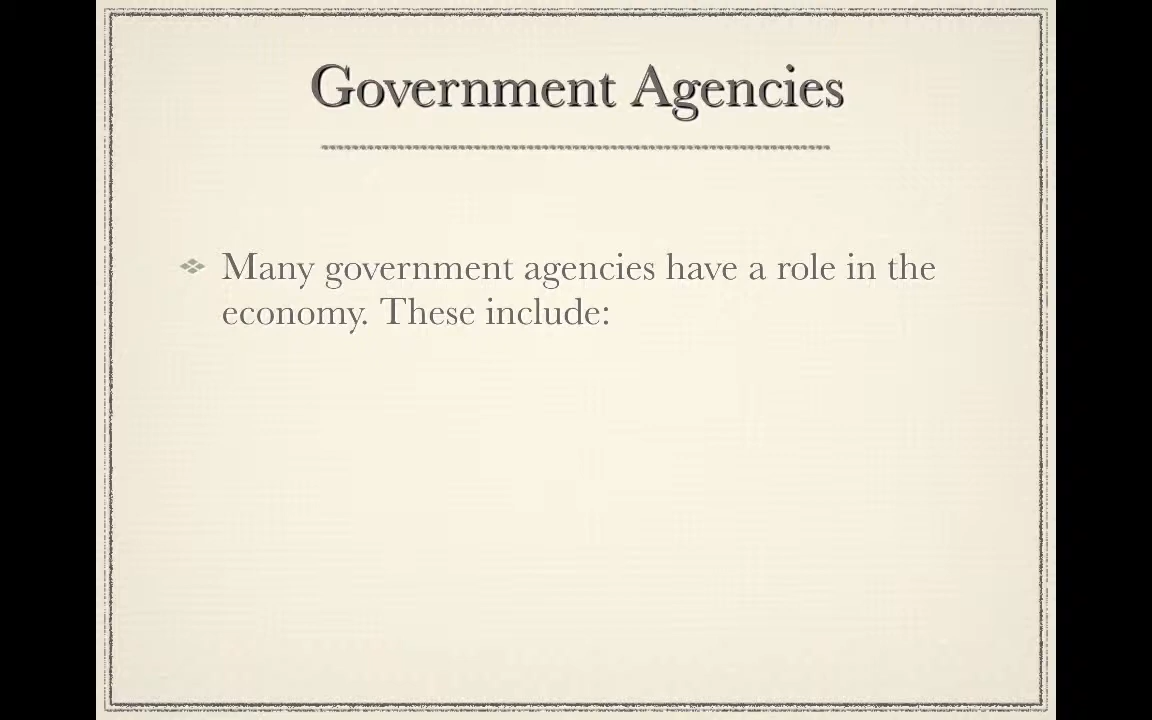 Government Agencies
Many government agencies have a role in the
economy. These include: